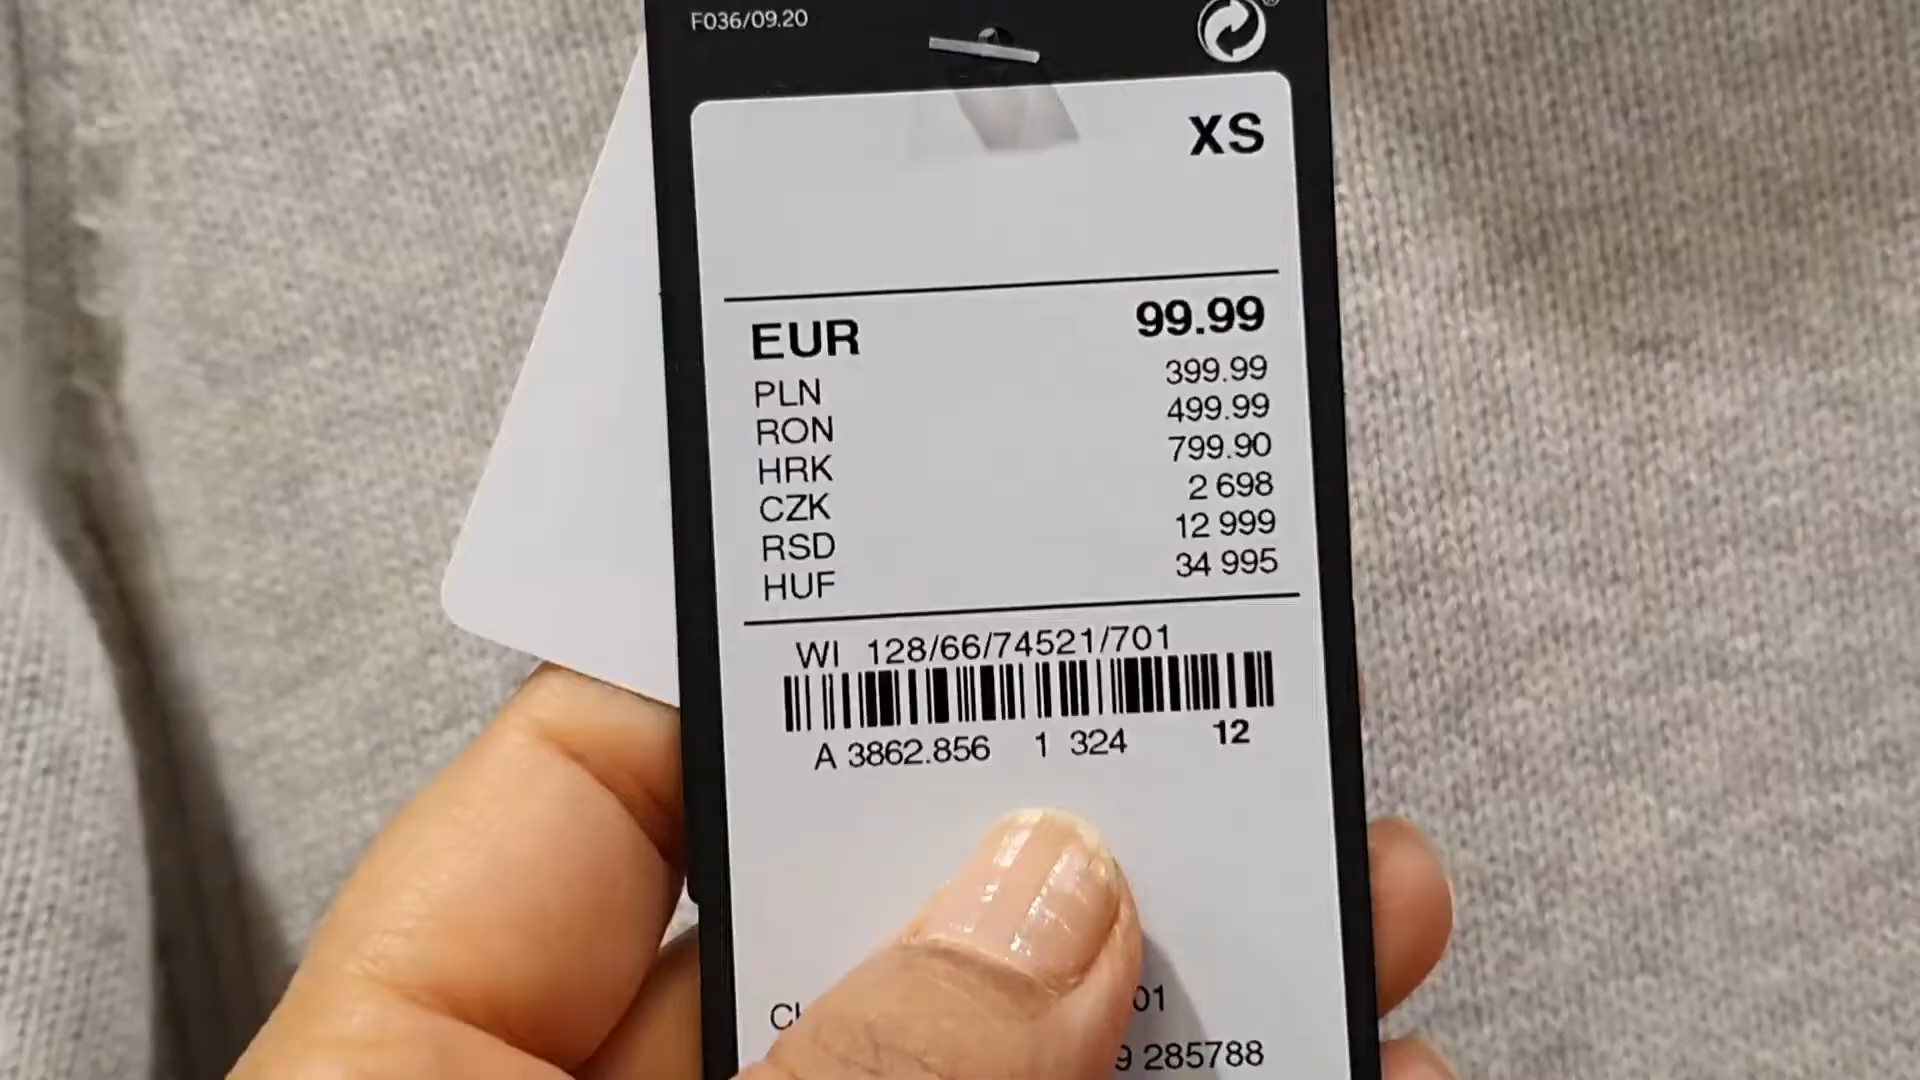 F036/09.20
XS
EUR 99.99
PLN 399.99
RON 499.99
HRK 799.90
CZK 2 698
RSD 12 999
HUF 34 995
WI 128/66/74521/701
A 3862.856 1 324 12
01
9 285788